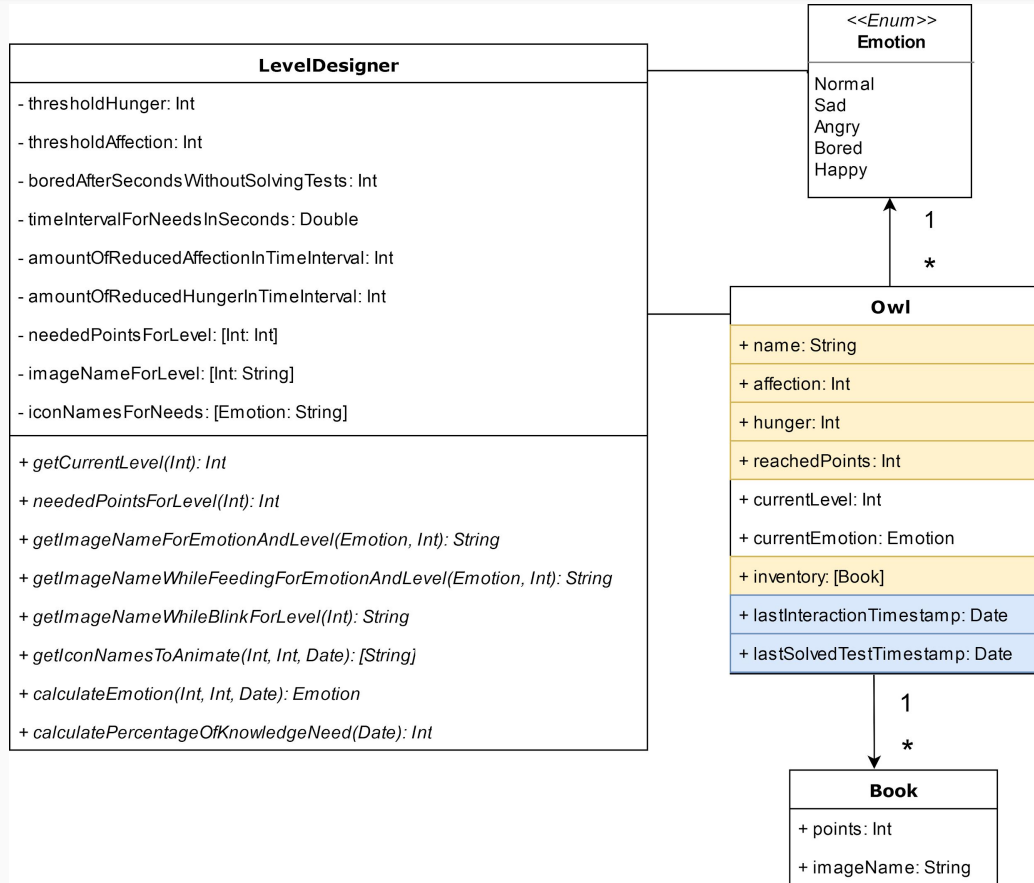 <<Enum>>
Emotion
Normal
Sad
Angry
Bored
Happy
LevelDesigner
- thresholdHunger: Int
- thresholdAffection: Int
- boredAfterSecondsWithoutSolvingTests: Int
- timeIntervalForNeedsInSeconds: Double
- amountOfReducedAffectionInTimeInterval: Int
- amountOfReducedHungerInTimeInterval: Int
- neededPointsForLevel: [Int: Int]
- imageNameForLevel: [Int: String]
- iconNamesForNeeds: [Emotion: String]
+ getCurrentLevel(Int): Int
+ neededPointsForLevel(Int): Int
+ getImageNameForEmotionAndLevel(Emotion, Int): String
+ getImageNameWhileFeedingForEmotionAndLevel(Emotion, Int): String
+ getImageNameWhileBlinkForLevel(Int): String
+ getIconNamesToAnimate(Int, Int, Date): [String]
+ calculateEmotion(Int, Int, Date): Emotion
+ calculatePercentageOfKnowledgeNeed(Date): Int
1
*
Owl
+ name: String
+ affection: Int
+ hunger: Int
+ reachedPoints: Int
+ currentLevel: Int
+ currentEmotion: Emotion
+ inventory: [Book]
+ lastInteractionTimestamp: Date
+ lastSolvedTestTimestamp: Date
1
*
Book
+ points: Int
+ imageName: String